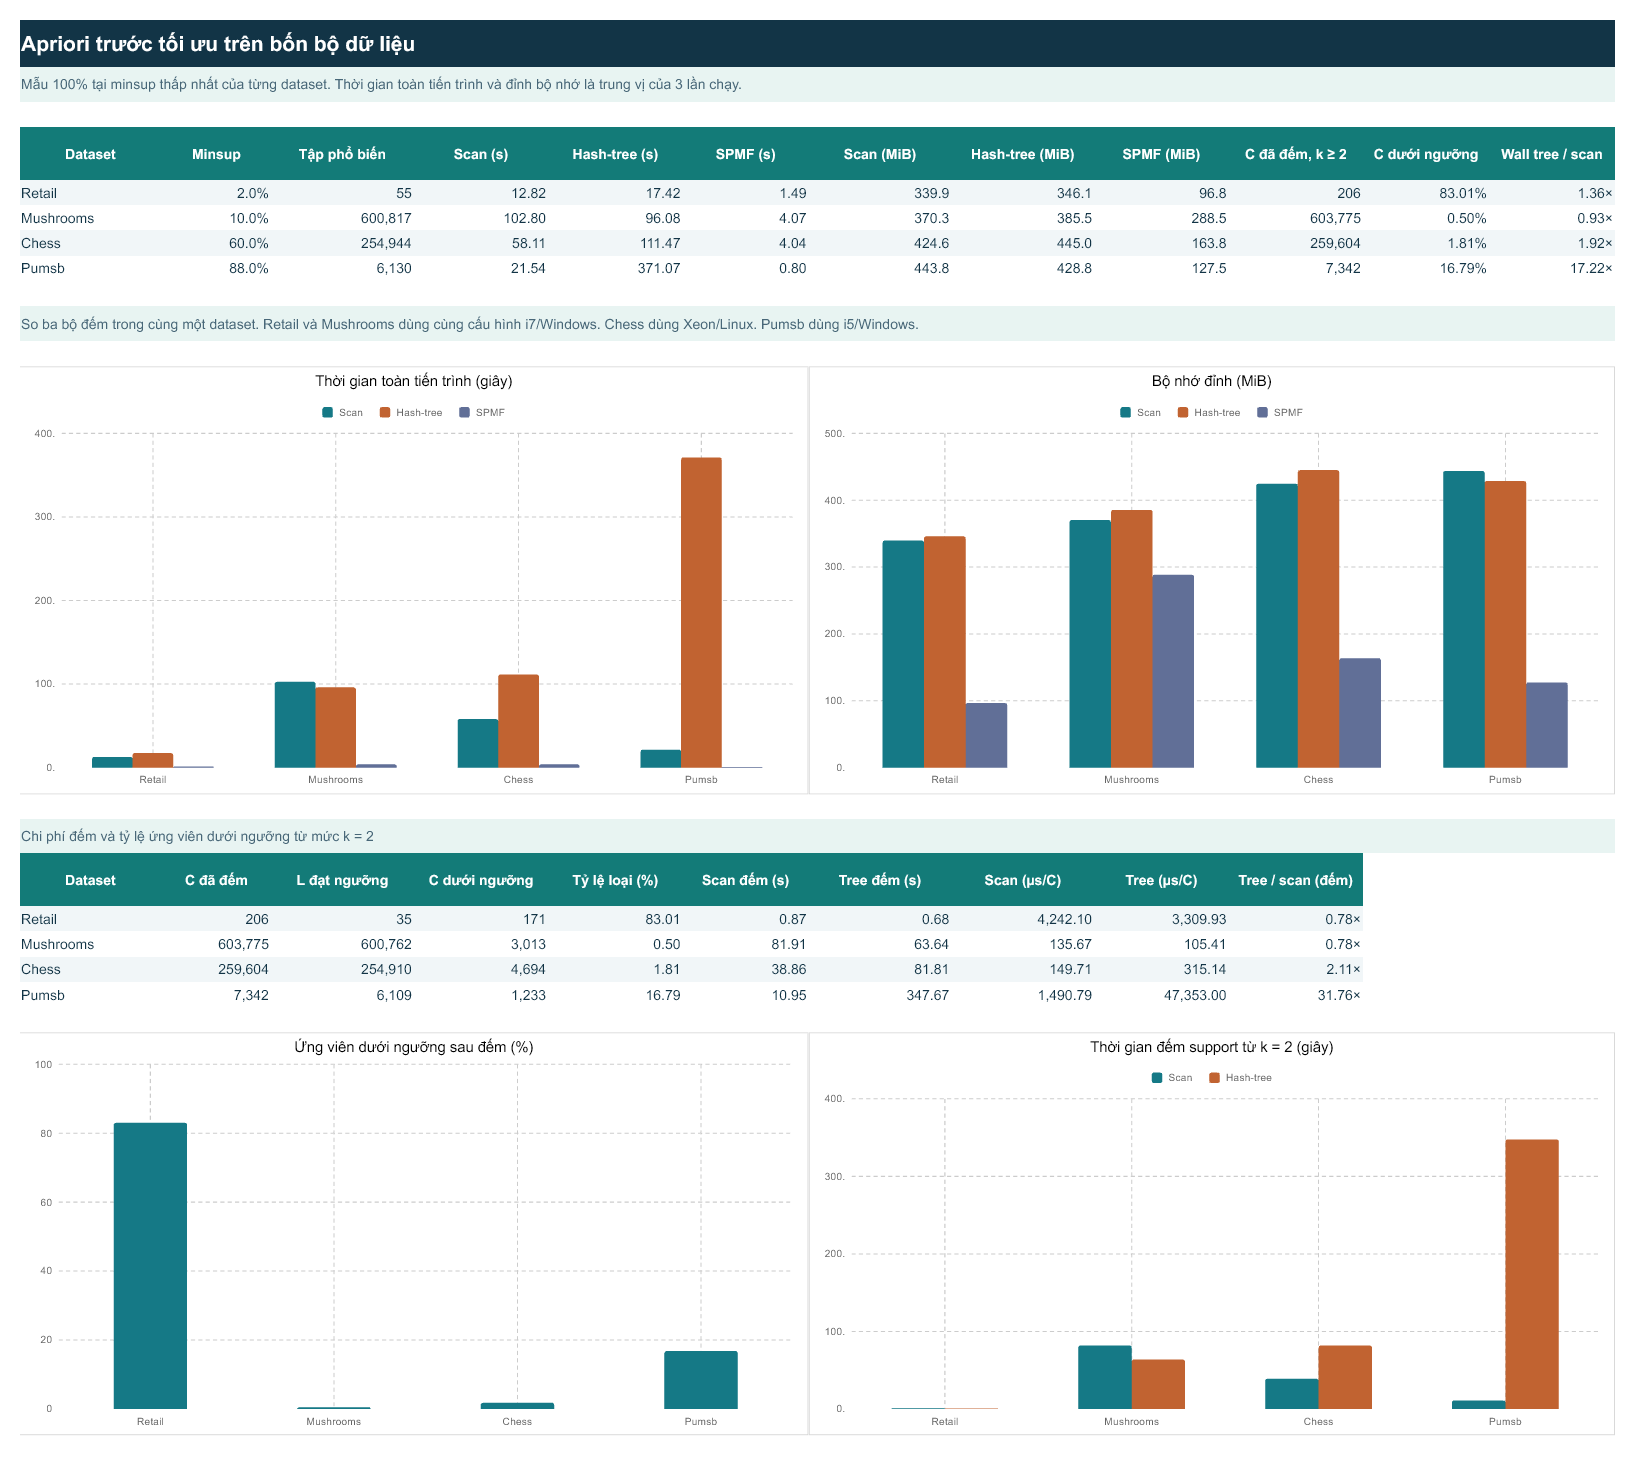 Apriori trước tối ưu trên bốn bộ dữ liệu
Mẫu 100% tại minsup thấp nhất của từng dataset. Thời gian toàn tiến trình và đỉnh bộ nhớ là trung vị của 3 lần chạy.
Dataset Minsup Tập phổ biến Scan (s) Hash-tree (s) SPMF (s) Scan (MiB) Hash-tree (MiB) SPMF (MiB) C đã đếm, k ≥ 2 C dưới ngưỡng Wall tree / scan
Retail 2.0% 55 12.82 17.42 1.49 339.9 346.1 96.8 206 83.01% 1.36×
Mushrooms 10.0% 600,817 102.80 96.08 4.07 370.3 385.5 288.5 603,775 0.50% 0.93×
Chess 60.0% 254,944 58.11 111.47 4.04 424.6 445.0 163.8 259,604 1.81% 1.92×
Pumsb 88.0% 6,130 21.54 371.07 0.80 443.8 428.8 127.5 7,342 16.79% 17.22×
So ba bộ đếm trong cùng một dataset. Retail và Mushrooms dùng cùng cấu hình i7/Windows. Chess dùng Xeon/Linux. Pumsb dùng i5/Windows.
Thời gian toàn tiến trình (giây)
Scan Hash-tree SPMF
400.
300.
200.
100.
0.
Retail Mushrooms Chess Pumsb
Bộ nhớ đỉnh (MiB)
Scan Hash-tree SPMF
500.
400.
300.
200.
100.
0.
Retail Mushrooms Chess Pumsb
Chi phí đếm và tỷ lệ ứng viên dưới ngưỡng từ mức k = 2
Dataset C đã đếm L đạt ngưỡng C dưới ngưỡng Tỷ lệ loại (%) Scan đếm (s) Tree đếm (s) Scan (µs/C) Tree (µs/C) Tree / scan (đếm)
Retail 206 35 171 83.01 0.87 0.68 4,242.10 3,309.93 0.78×
Mushrooms 603,775 600,762 3,013 0.50 81.91 63.64 135.67 105.41 0.78×
Chess 259,604 254,910 4,694 1.81 38.86 81.81 149.71 315.14 2.11×
Pumsb 7,342 6,109 1,233 16.79 10.95 347.67 1,490.79 47,353.00 31.76×
Ứng viên dưới ngưỡng sau đếm (%)
100
80
60
40
20
0
Retail Mushrooms Chess Pumsb
Thời gian đếm support từ k = 2 (giây)
Scan Hash-tree
400.
300.
200.
100.
0.
Retail Mushrooms Chess Pumsb